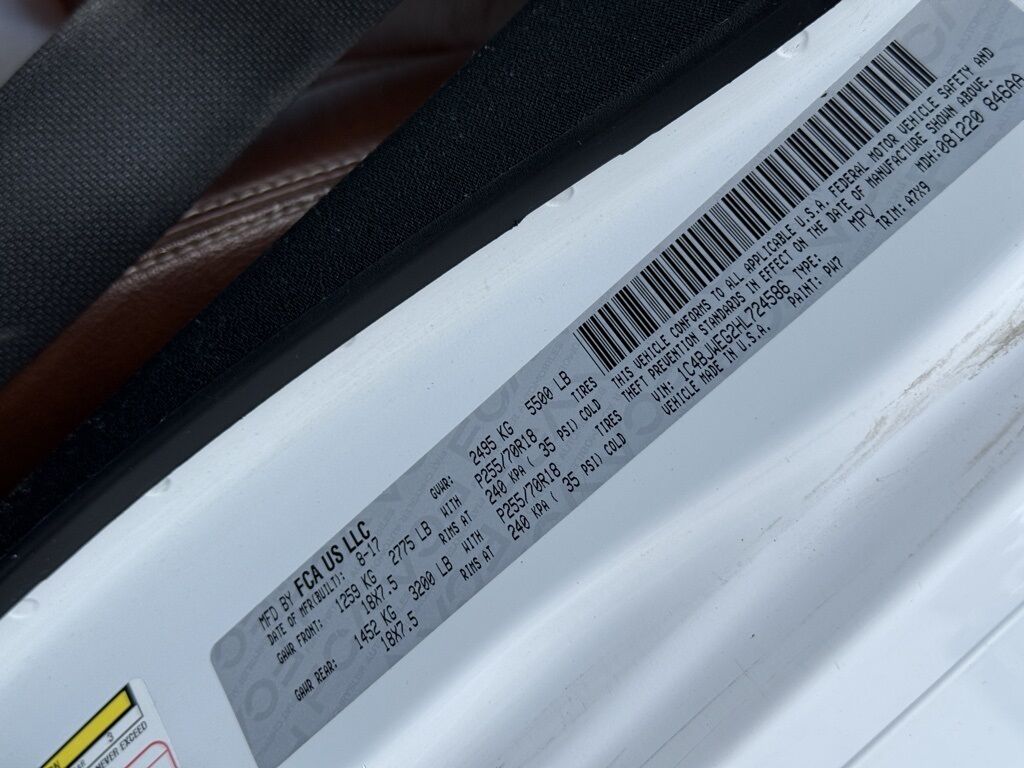 MFD BY FCA US LLC
DATE OF MFR(BUILT): 8-17 GVWR: 2495 KG 5500 LB
GAWR FRONT: 1259 KG 2775 LB WITH P255/70R18 TIRES
18X7.5 RIMS AT 240 KPA ( 35 PSI) COLD
GAWR REAR: 1452 KG 3200 LB WITH P255/70R18 TIRES
18X7.5 RIMS AT 240 KPA ( 35 PSI) COLD
THIS VEHICLE CONFORMS TO ALL APPLICABLE U.S.A. FEDERAL MOTOR VEHICLE SAFETY AND
THEFT PREVENTION STANDARDS IN EFFECT ON THE DATE OF MANUFACTURE SHOWN ABOVE.
VIN: 1C4BJWEG2HL724586 TYPE: MPV MDH:081220 846AA
VEHICLE MADE IN U.S.A. PAINT: PW7 TRIM: A7X9
3
NEVER EXCEED